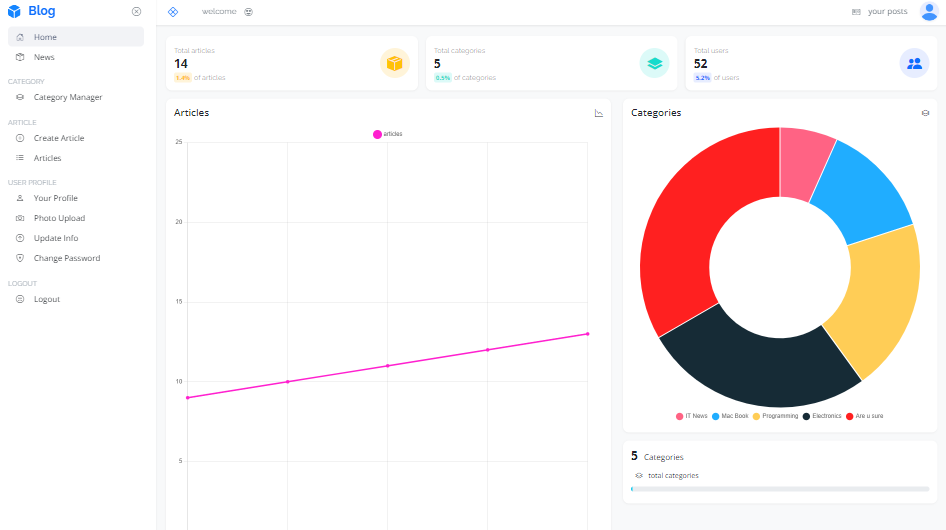 Blog
Home
News
CATEGORY
Category Manager
ARTICLE
Create Article
Articles
USER PROFILE
Your Profile
Photo Upload
Update Info
Change Password
LOGOUT
Logout
welcome
your posts
Total articles
14
1.4% of articles
Total categories
5
0.5% of categories
Total users
52
5.2% of users
Articles
articles
25
20
15
10
5
Categories
IT News Mac Book Programming Electronics Are u sure
5 Categories
total categories